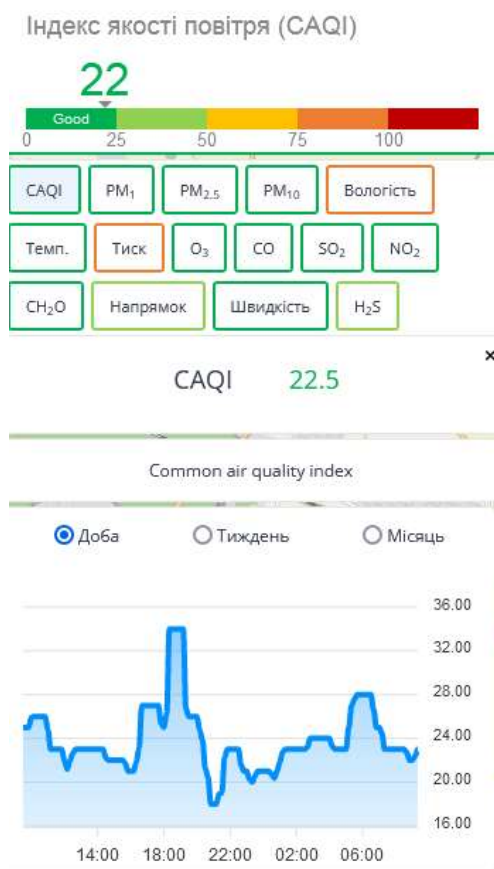 Індекс якості повітря (CAQI)
22
Good
0 25 50 75 100
CAQI PM₁ PM₂.₅ PM₁₀ Вологість
Темп. Тиск O₃ CO SO₂ NO₂
CH₂O Напрямок Швидкість H₂S
×
CAQI 22.5
Common air quality index
Доба Тиждень Місяць
36.00
32.00
28.00
24.00
20.00
16.00
14:00 18:00 22:00 02:00 06:00